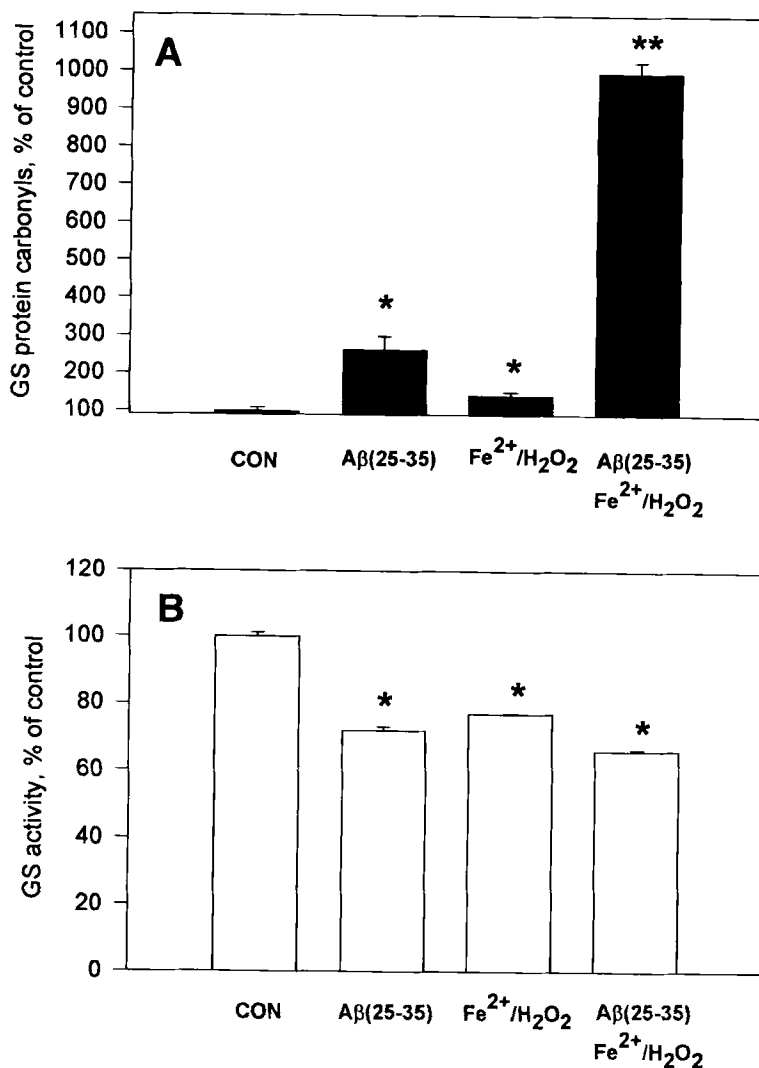 A
GS protein carbonyls, % of control
1100
1000
900
800
700
600
500
400
300
200
100
*
*
**
CON
Aβ(25-35)
Fe²⁺/H₂O₂
Aβ(25-35)
Fe²⁺/H₂O₂
B
GS activity, % of control
120
100
80
60
40
20
0
*
*
*
CON
Aβ(25-35)
Fe²⁺/H₂O₂
Aβ(25-35)
Fe²⁺/H₂O₂